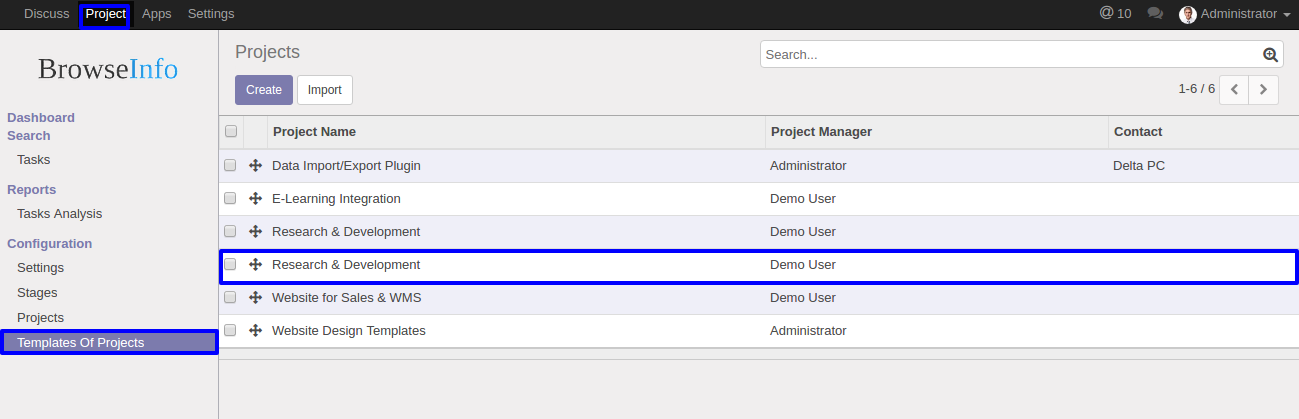 Discuss Project Apps Settings @ 10 Administrator
BrowseInfo
Dashboard
Search
Tasks
Reports
Tasks Analysis
Configuration
Settings
Stages
Projects
Templates Of Projects
Projects
Search...
Create Import
1-6 / 6
Project Name Project Manager Contact
Data Import/Export Plugin Administrator Delta PC
E-Learning Integration Demo User
Research & Development Demo User
Research & Development Demo User
Website for Sales & WMS Demo User
Website Design Templates Administrator